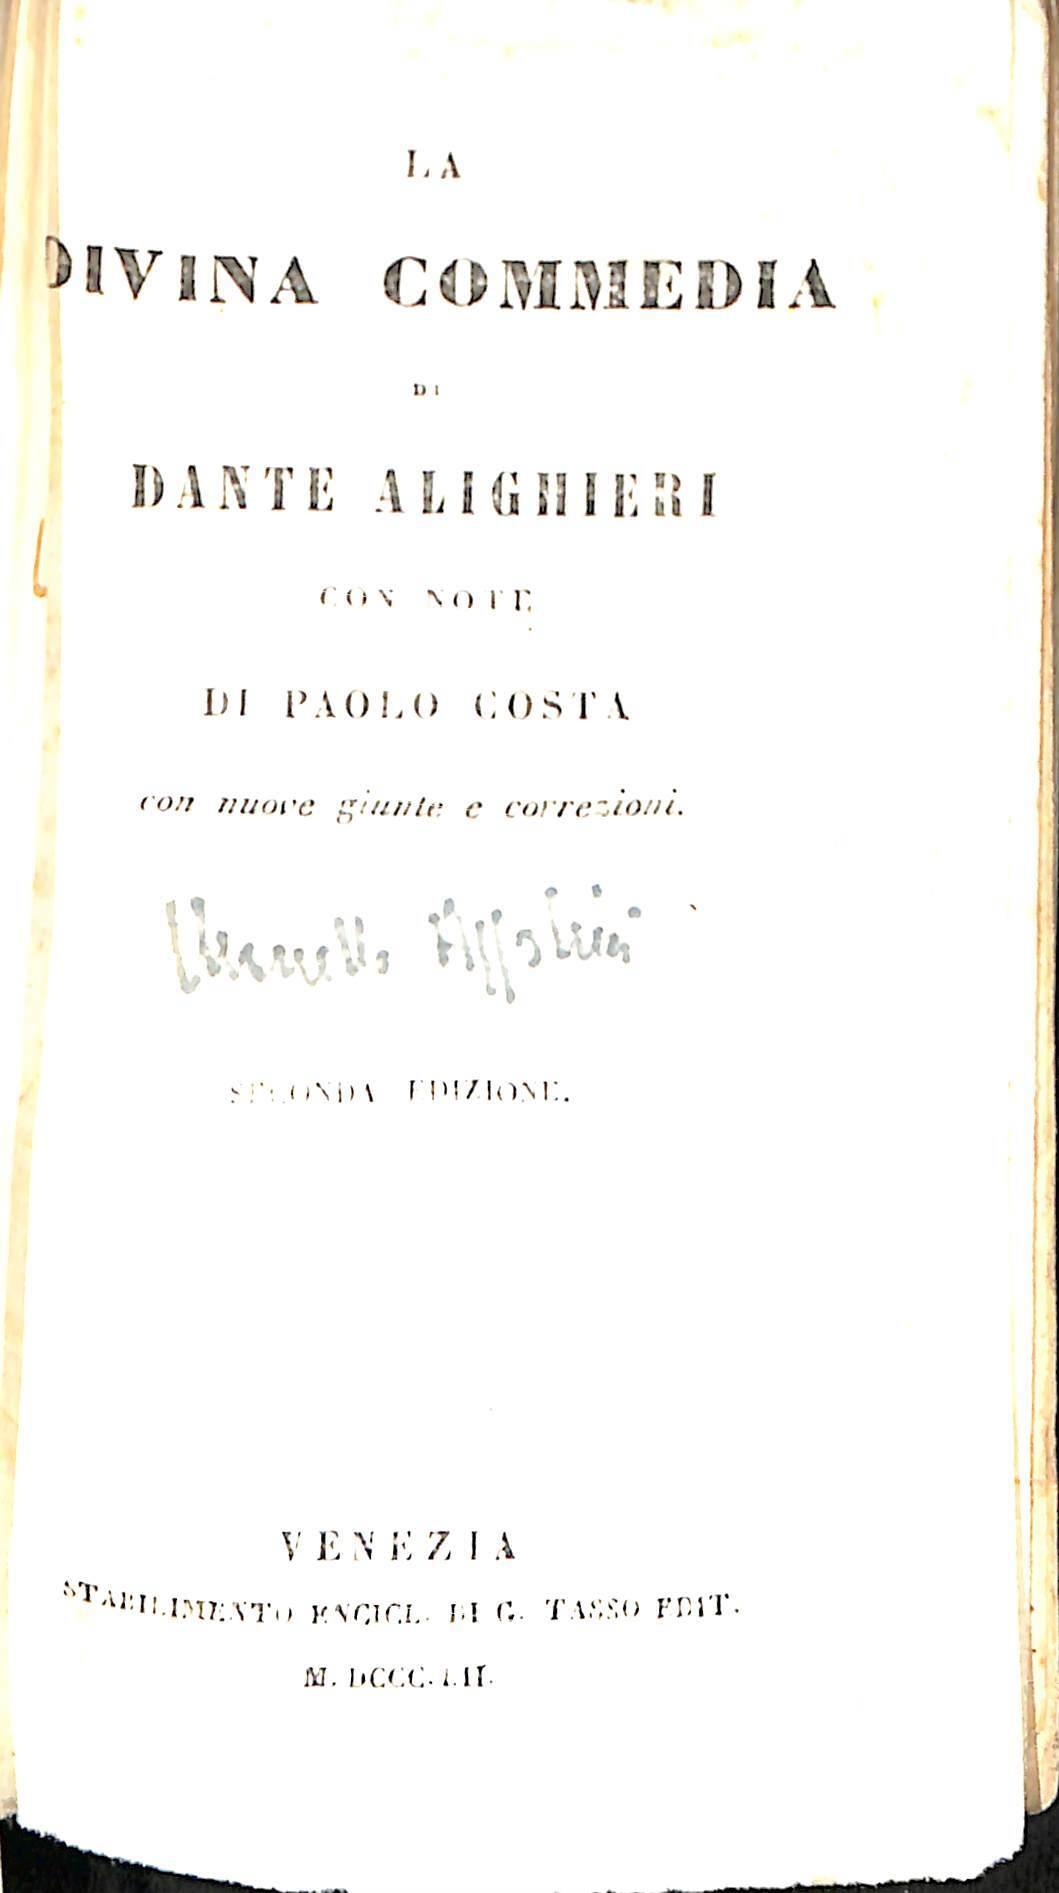 LA
DIVINA COMMEDIA
DI
DANTE ALIGHIERI
CON NOTE
DI PAOLO COSTA
con nuove giunte e correzioni.
SECONDA EDIZIONE.
VENEZIA
STABILIMENTO ENCICL. DI G. TASSO EDIT.
M. DCCC. LII.